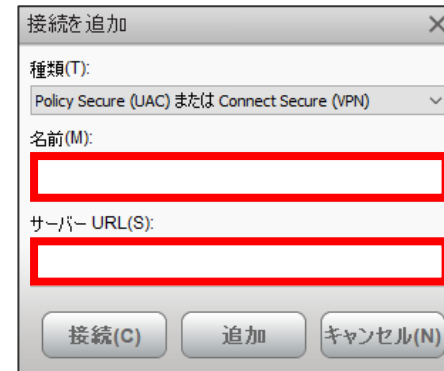 接続を追加
種類(T):
Policy Secure (UAC) または Connect Secure (VPN)
名前(M):
サーバー URL(S):
接続(C) 追加 キャンセル(N)